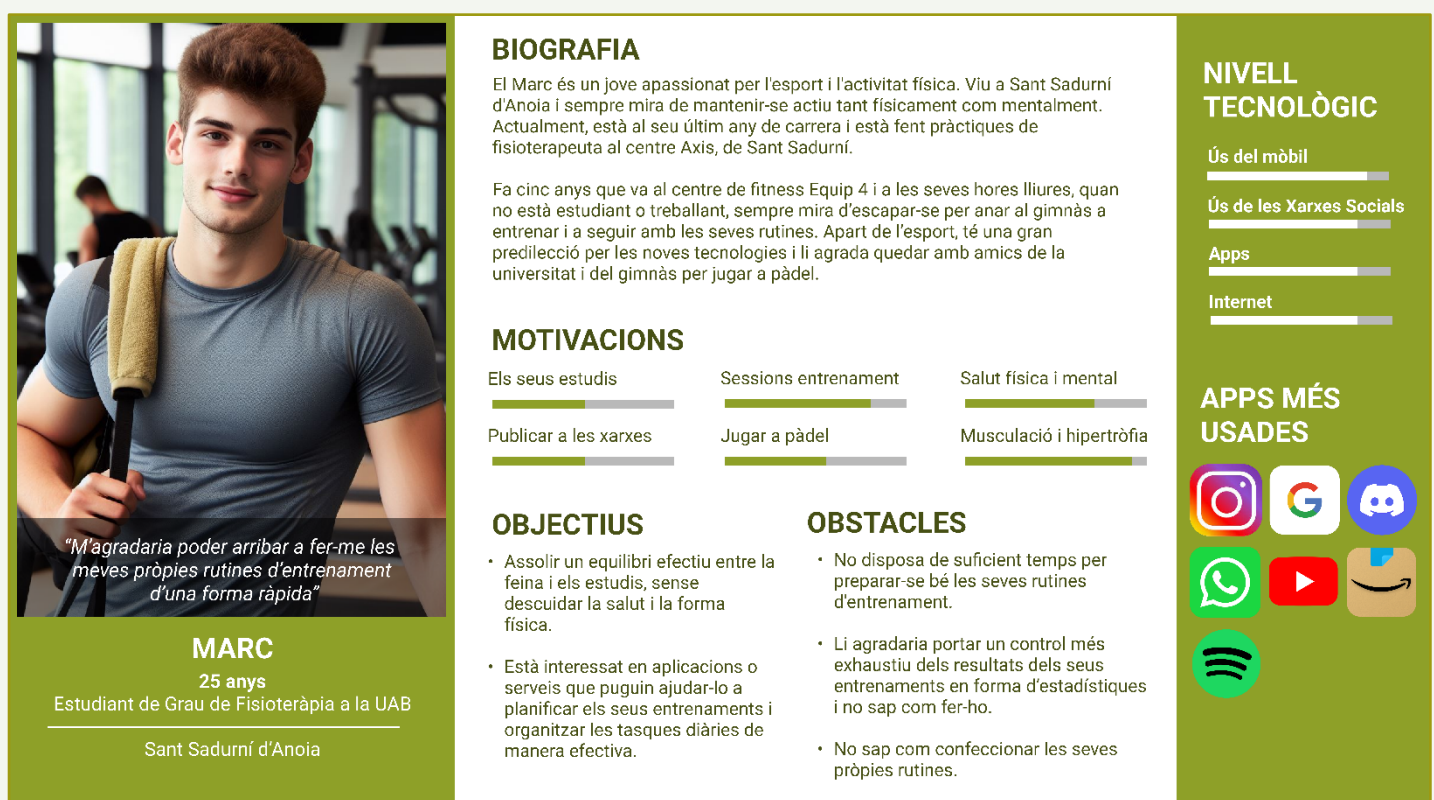 “M’agradaria poder arribar a fer-me les
meves pròpies rutines d’entrenament
d’una forma ràpida”
MARC
25 anys
Estudiant de Grau de Fisioteràpia a la UAB
Sant Sadurní d’Anoia
BIOGRAFIA
El Marc és un jove apassionat per l'esport i l'activitat física. Viu a Sant Sadurní
d'Anoia i sempre mira de mantenir-se actiu tant físicament com mentalment.
Actualment, està al seu últim any de carrera i està fent pràctiques de
fisioterapeuta al centre Axis, de Sant Sadurní.
Fa cinc anys que va al centre de fitness Equip 4 i a les seves hores lliures, quan
no està estudiant o treballant, sempre mira d’escapar-se per anar al gimnàs a
entrenar i a seguir amb les seves rutines. Apart de l’esport, té una gran
predilecció per les noves tecnologies i li agrada quedar amb amics de la
universitat i del gimnàs per jugar a pàdel.
MOTIVACIONS
Els seus estudis
Sessions entrenament
Salut física i mental
Publicar a les xarxes
Jugar a pàdel
Musculació i hipertròfia
OBJECTIUS
• Assolir un equilibri efectiu entre la
feina i els estudis, sense
descuidar la salut i la forma
física.
• Està interessat en aplicacions o
serveis que puguin ajudar-lo a
planificar els seus entrenaments i
organitzar les tasques diàries de
manera efectiva.
OBSTACLES
• No disposa de suficient temps per
preparar-se bé les seves rutines
d'entrenament.
• Li agradaria portar un control més
exhaustiu dels resultats dels seus
entrenaments en forma d’estadístiques
i no sap com fer-ho.
• No sap com confeccionar les seves
pròpies rutines.
NIVELL
TECNOLÒGIC
Ús del mòbil
Ús de les Xarxes Socials
Apps
Internet
APPS MÉS
USADES
G